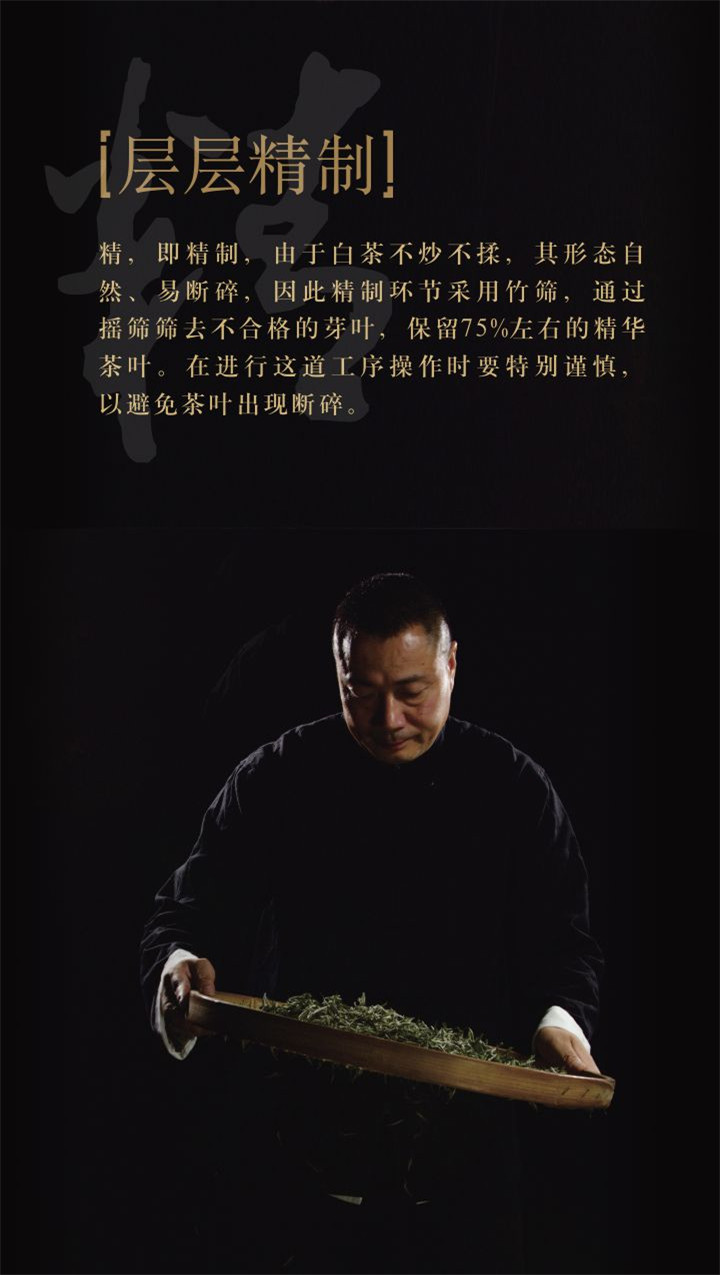 精
[层层精制]
精，即精制，由于白茶不炒不揉，其形态自
然、易断碎，因此精制环节采用竹筛，通过
摇筛筛去不合格的芽叶，保留75%左右的精华
茶叶。在进行这道工序操作时要特别谨慎，
以避免茶叶出现断碎。